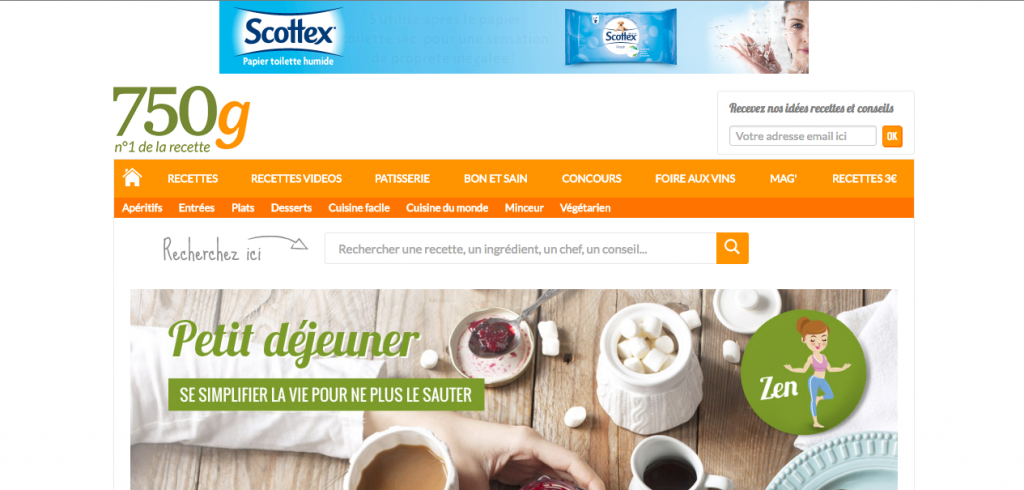 Scottex
Papier toilette humide
S'utilise après le papier
pour une sensation
de propreté
Scottex
750g
n°1 de la recette
Recevez nos idées recettes et conseils
Votre adresse email ici
OK
RECETTES
RECETTES VIDEOS
PATISSERIE
BON ET SAIN
CONCOURS
FOIRE AUX VINS
MAG'
RECETTES 3€
Apéritifs
Entrées
Plats
Desserts
Cuisine facile
Cuisine du monde
Minceur
Végétarien
Recherchez ici
Rechercher une recette, un ingrédient, un chef, un conseil...
Petit déjeuner
SE SIMPLIFIER LA VIE POUR NE PLUS LE SAUTER
Zen